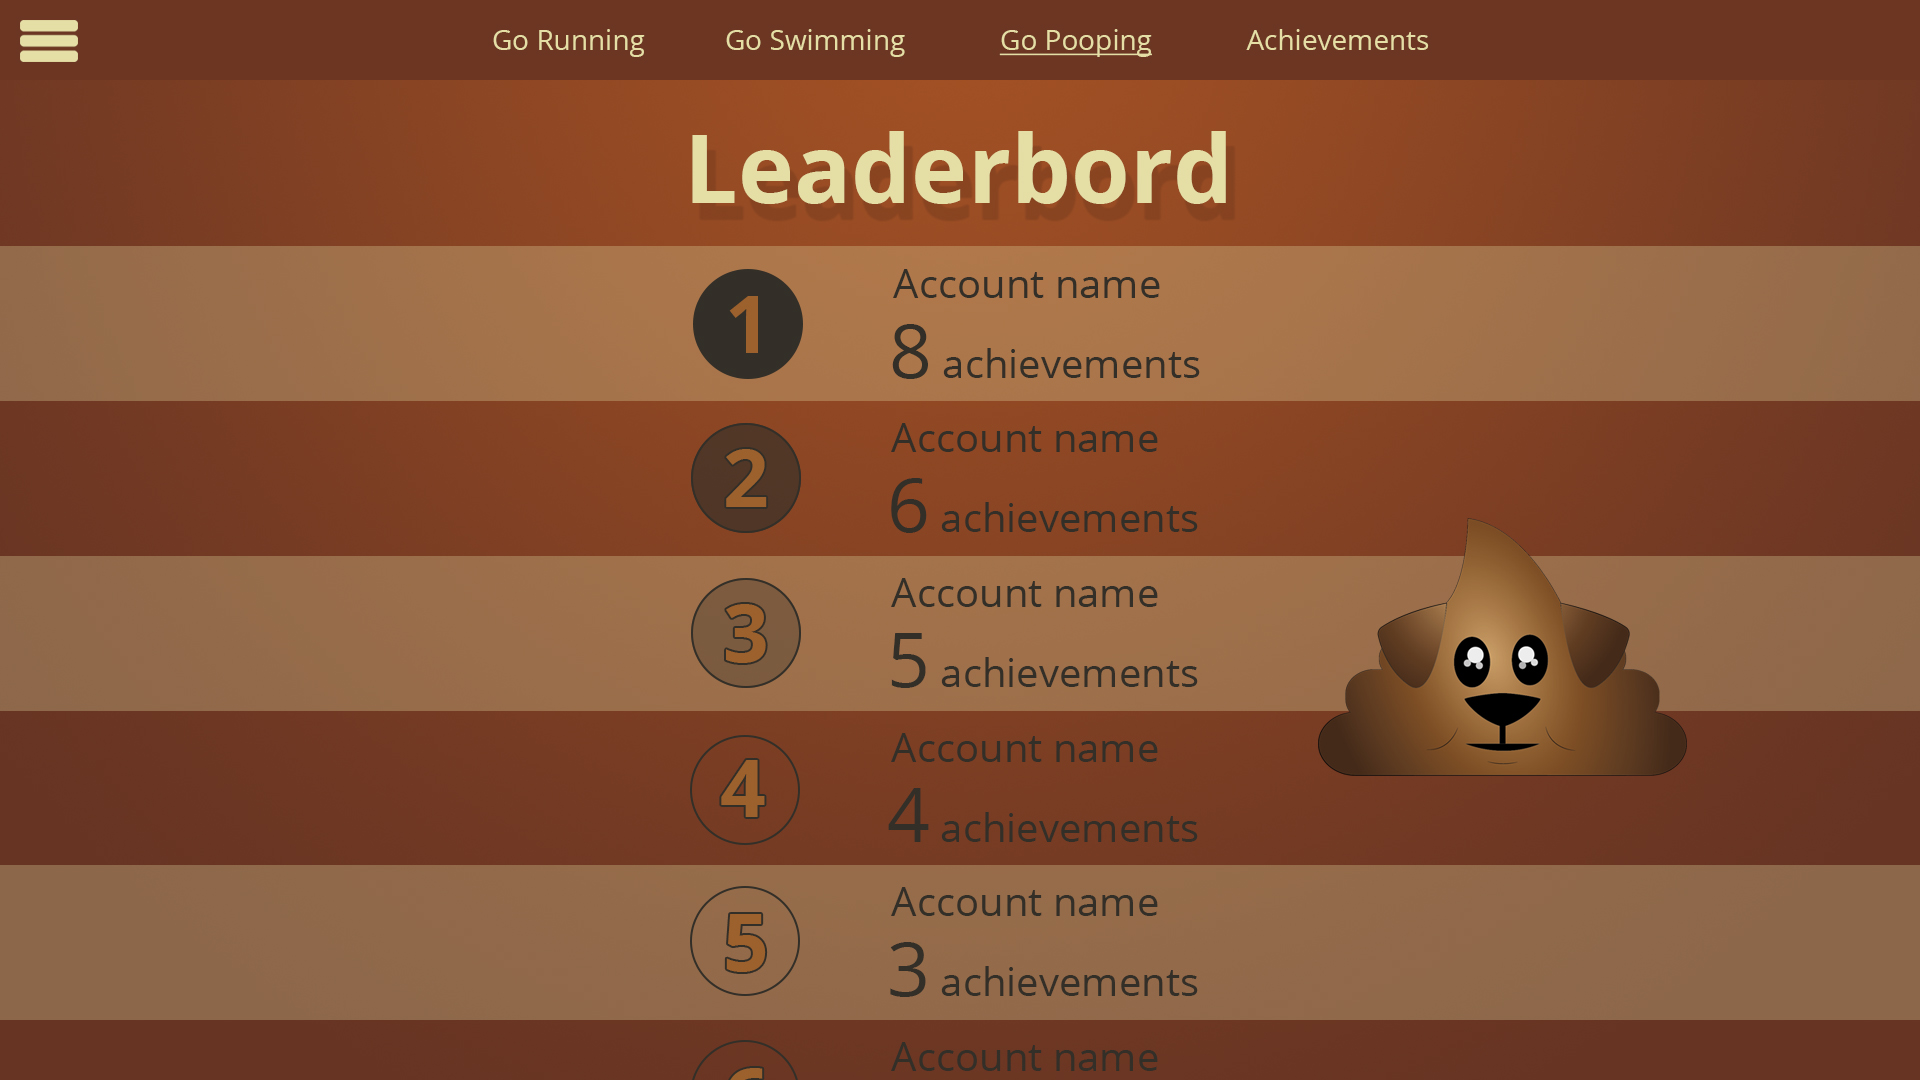 Go Running Go Swimming Go Pooping Achievements
Leaderbord
1 Account name
8 achievements
2 Account name
6 achievements
3 Account name
5 achievements
4 Account name
4 achievements
5 Account name
3 achievements
Account name